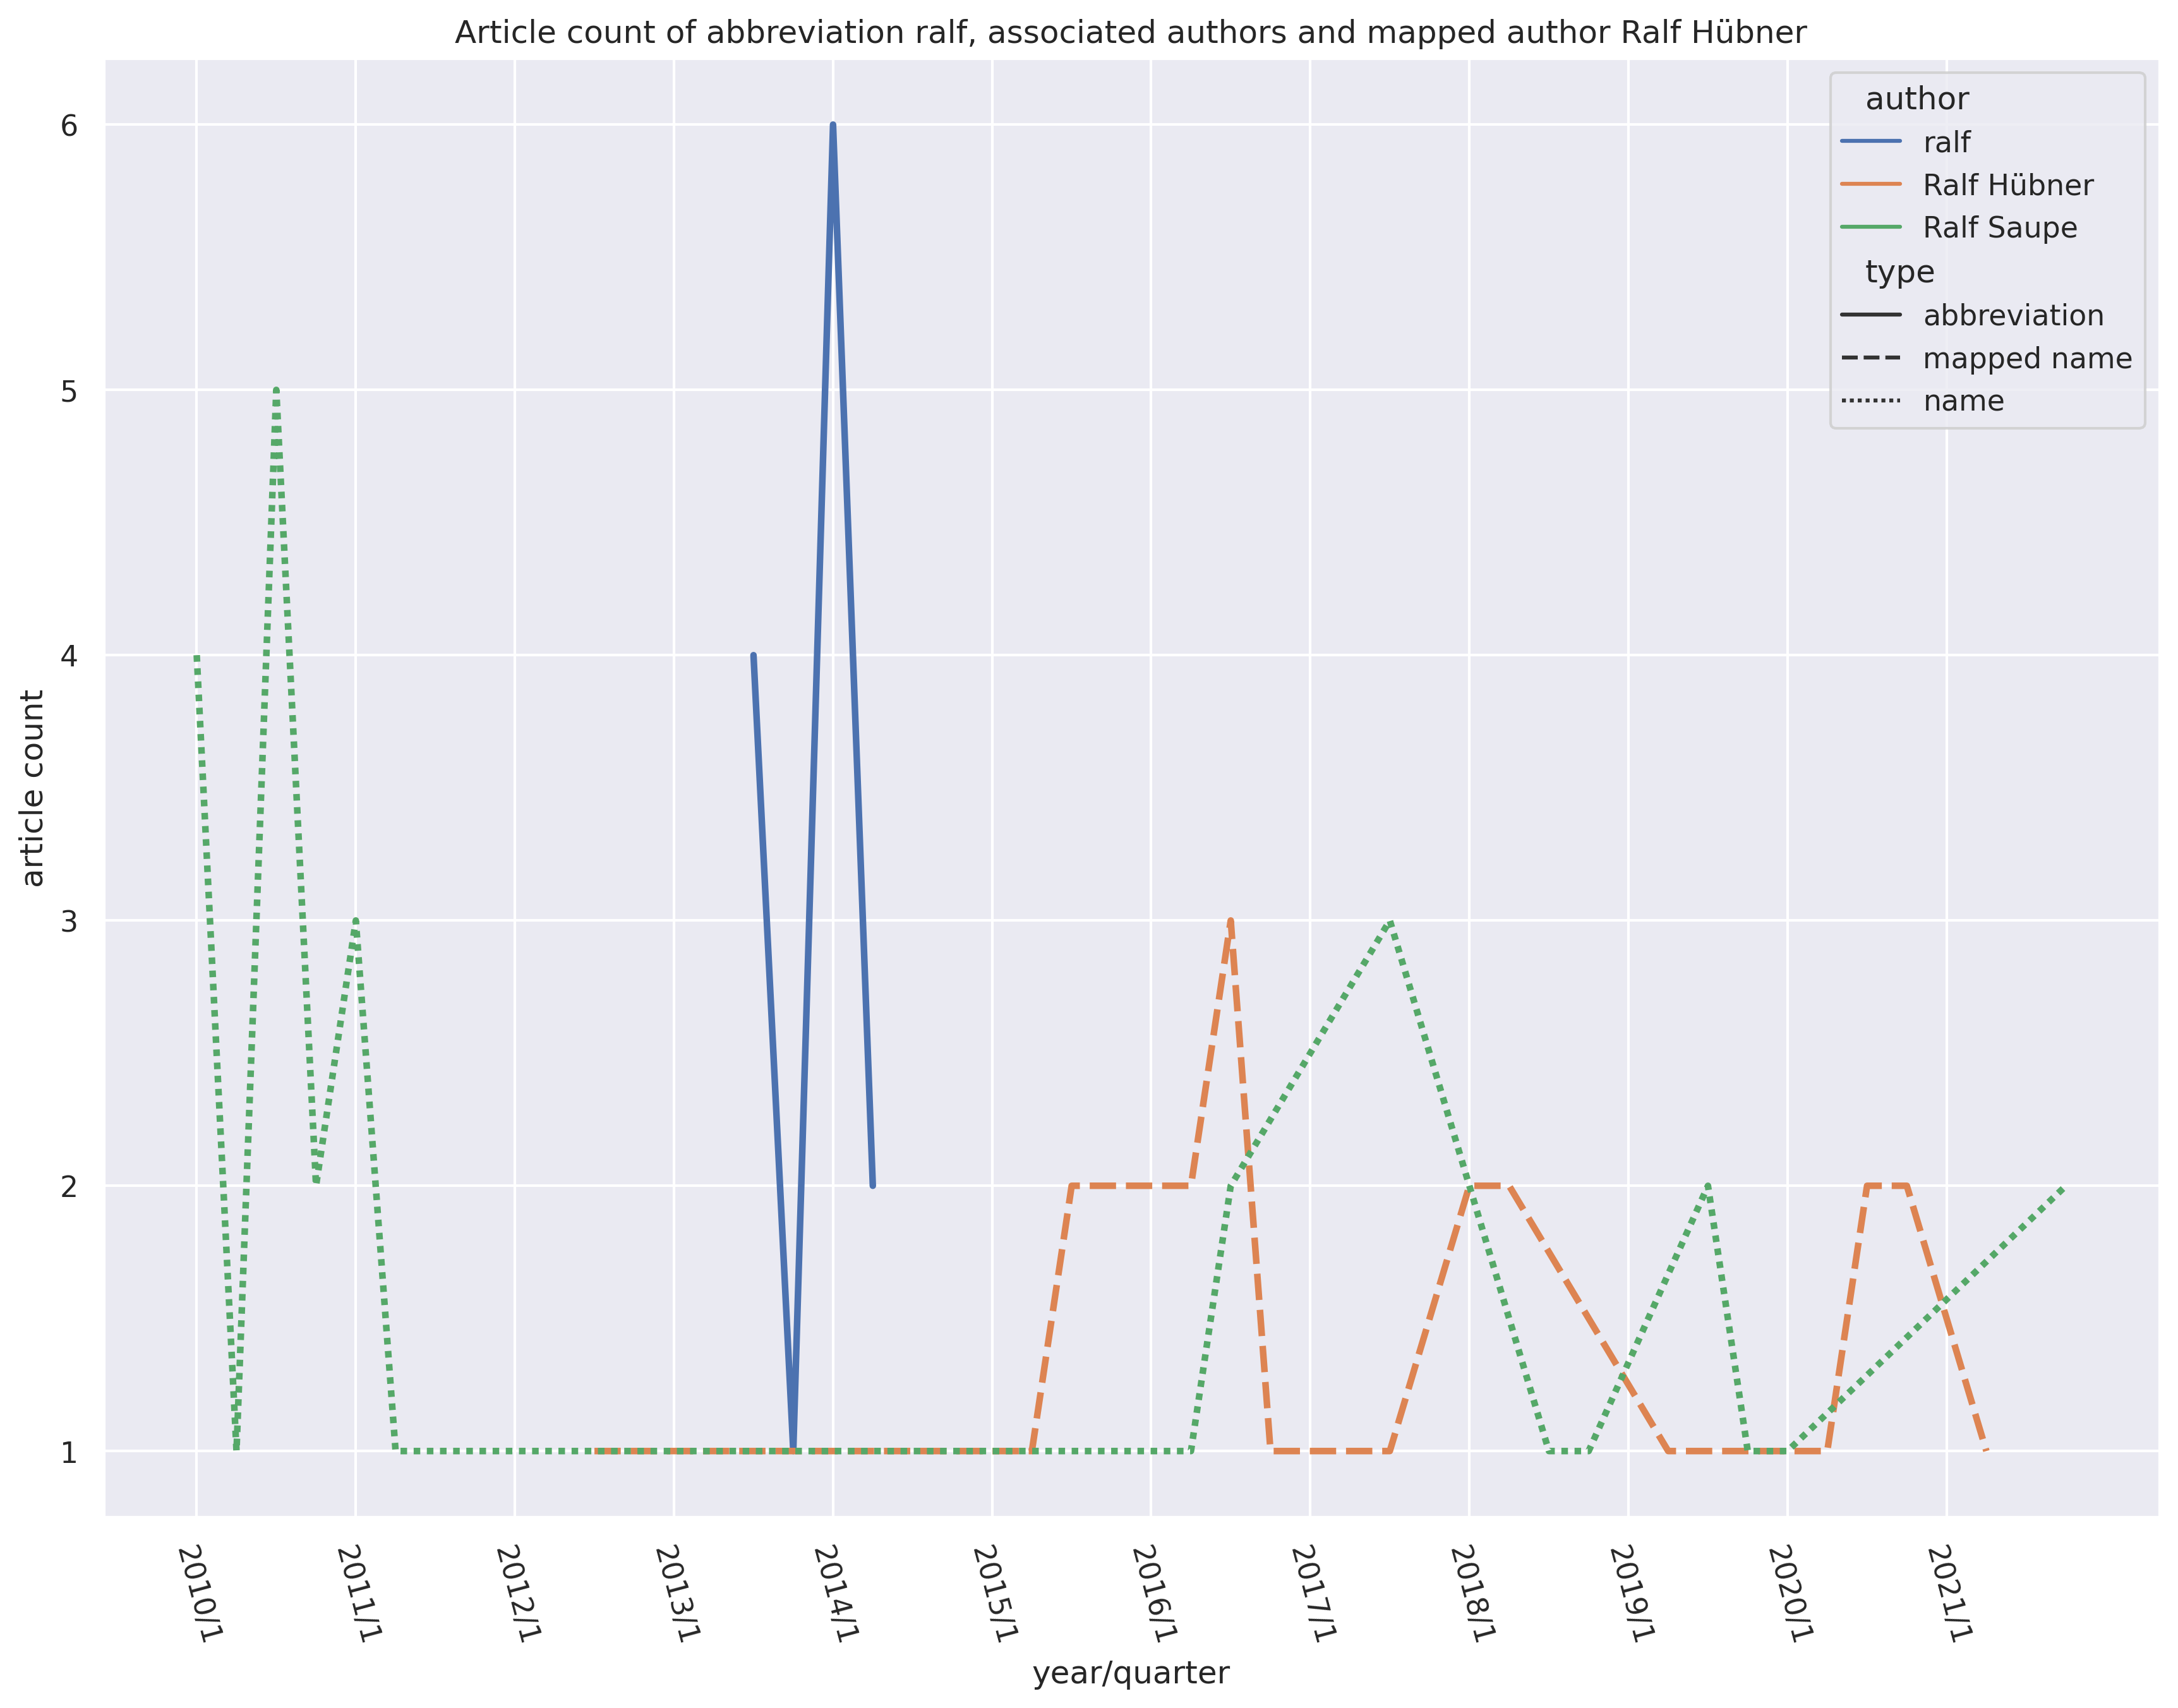 Article count of abbreviation ralf, associated authors and mapped author Ralf Hübner
author
ralf
Ralf Hübner
Ralf Saupe
type
abbreviation
mapped name
name
article count
6
5
4
3
2
1
2010/1
2011/1
2012/1
2013/1
2014/1
2015/1
2016/1
2017/1
2018/1
2019/1
2020/1
2021/1
year/quarter